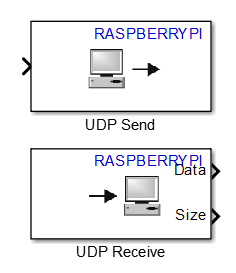 RASPBERRYPI
UDP Send
RASPBERRYPI
Data
Size
UDP Receive